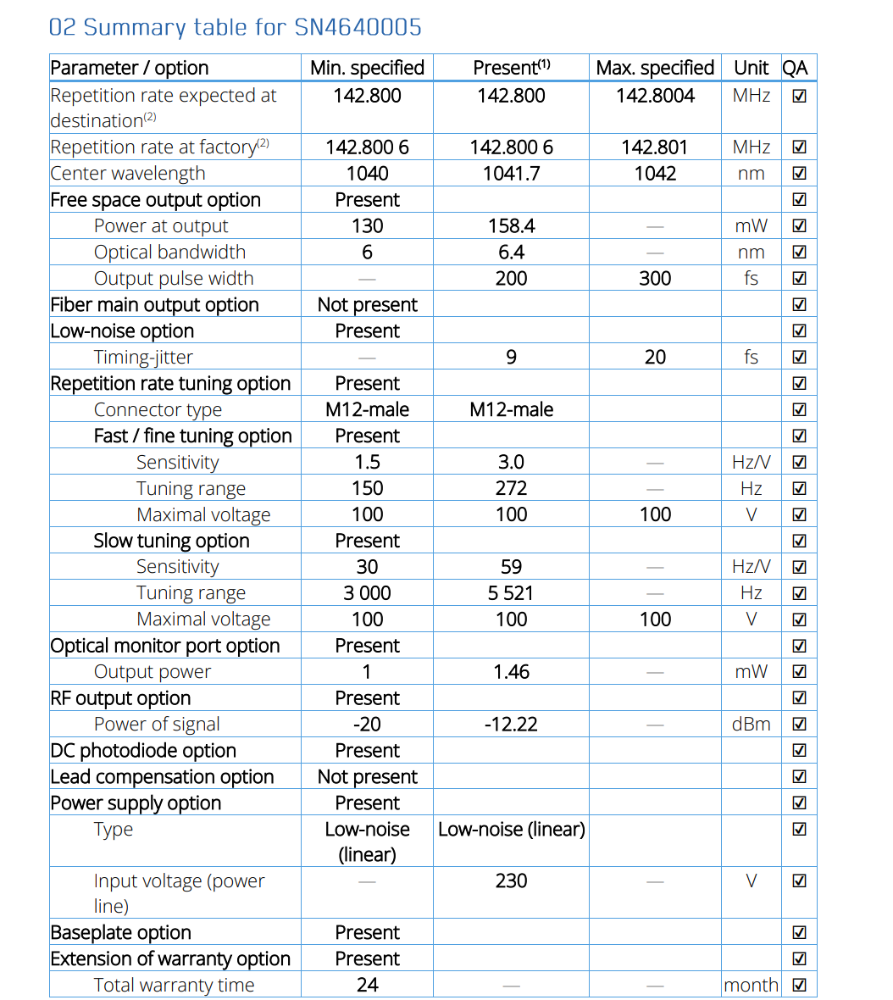 02 Summary table for SN4640005
Parameter / option Min. specified Present(1) Max. specified Unit QA
Repetition rate expected at 142.800 142.800 142.8004 MHz ☑
destination(2)
Repetition rate at factory(2) 142.800 6 142.800 6 142.801 MHz ☑
Center wavelength 1040 1041.7 1042 nm ☑
Free space output option Present ☑
Power at output 130 158.4 — mW ☑
Optical bandwidth 6 6.4 — nm ☑
Output pulse width — 200 300 fs ☑
Fiber main output option Not present ☑
Low-noise option Present ☑
Timing-jitter — 9 20 fs ☑
Repetition rate tuning option Present ☑
Connector type M12-male M12-male ☑
Fast / fine tuning option Present ☑
Sensitivity 1.5 3.0 — Hz/V ☑
Tuning range 150 272 — Hz ☑
Maximal voltage 100 100 100 V ☑
Slow tuning option Present ☑
Sensitivity 30 59 — Hz/V ☑
Tuning range 3 000 5 521 — Hz ☑
Maximal voltage 100 100 100 V ☑
Optical monitor port option Present ☑
Output power 1 1.46 — mW ☑
RF output option Present ☑
Power of signal -20 -12.22 — dBm ☑
DC photodiode option Present ☑
Lead compensation option Not present ☑
Power supply option Present ☑
Type Low-noise Low-noise (linear) ☑
(linear)
Input voltage (power — 230 — V ☑
line)
Baseplate option Present ☑
Extension of warranty option Present ☑
Total warranty time 24 — — month ☑